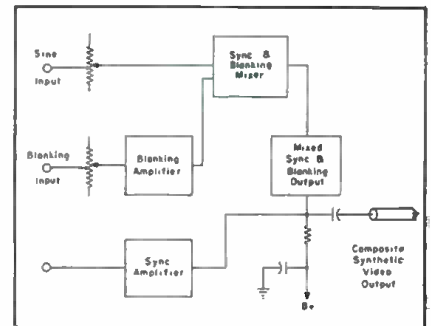 Sine
Input
Sync &
Blanking
Mixer
Blanking
Input
Blanking
Amplifier
Mixed
Sync &
Blanking
Output
Sync
Amplifier
Composite
Synthetic
Video
Output
B+